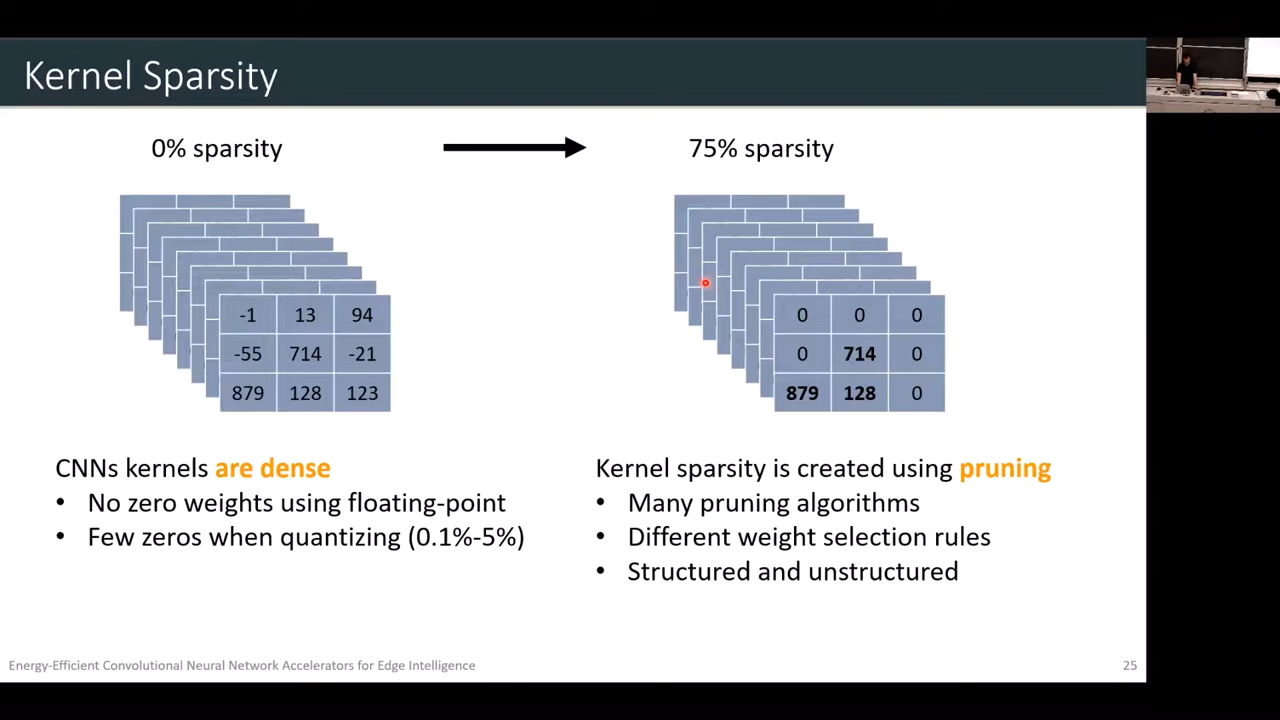 Kernel Sparsity
0% sparsity
75% sparsity
-1 13 94
-55 714 -21
879 128 123
0 0 0
0 714 0
879 128 0
CNNs kernels are dense
• No zero weights using floating-point
• Few zeros when quantizing (0.1%-5%)
Kernel sparsity is created using pruning
• Many pruning algorithms
• Different weight selection rules
• Structured and unstructured
Energy-Efficient Convolutional Neural Network Accelerators for Edge Intelligence
25